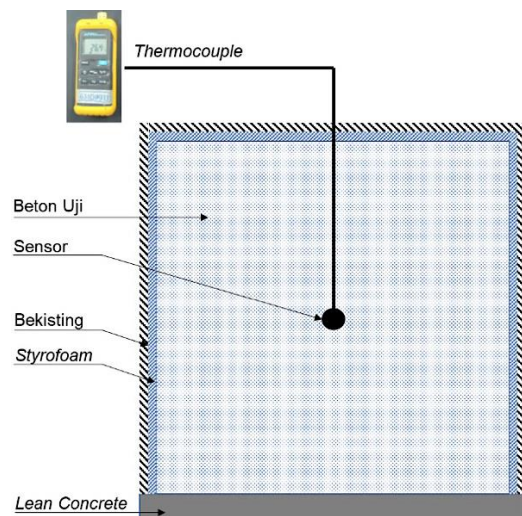 Thermocouple
Beton Uji
Sensor
Bekisting
Styrofoam
Lean Concrete